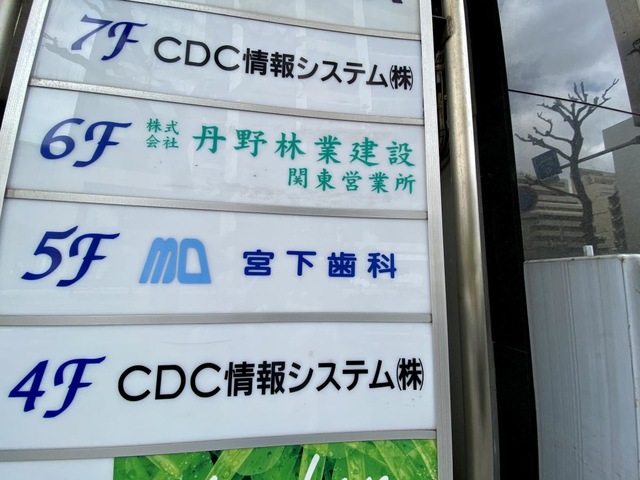 7F CDC情報システム㈱
6F 株式会社 丹野林業建設
関東営業所
5F MD 宮下歯科
4F CDC情報システム㈱